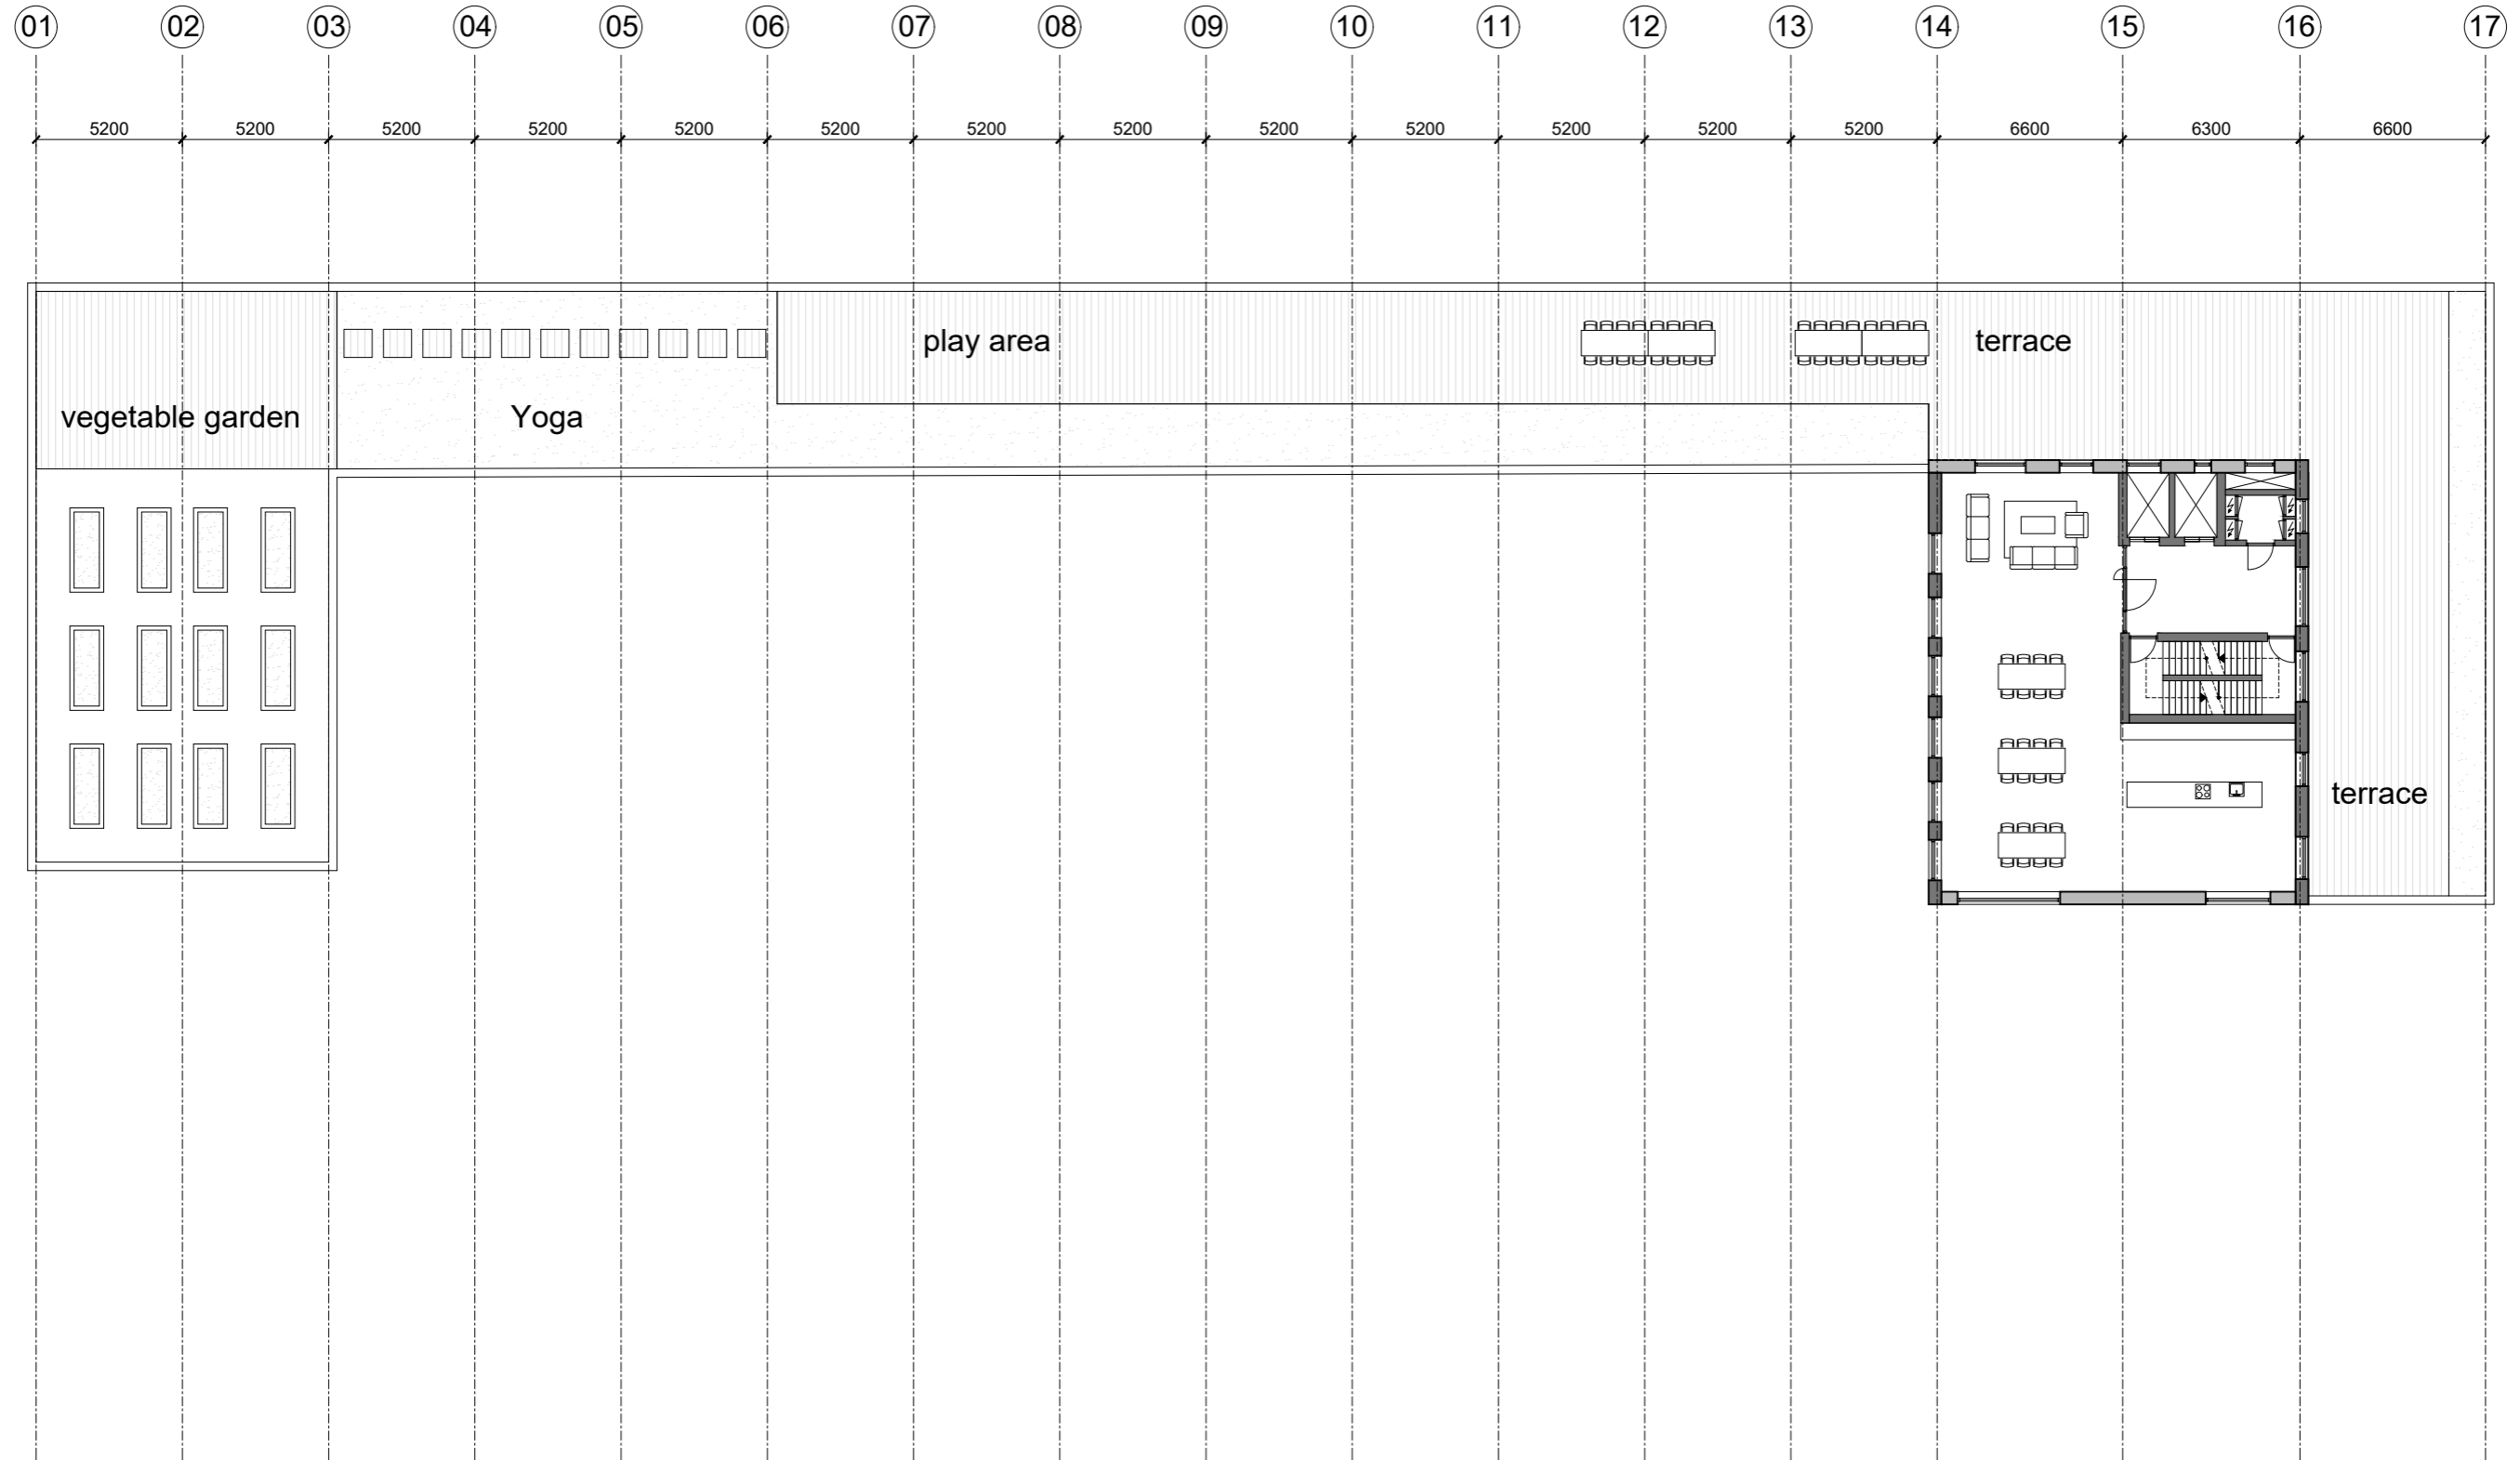 01 02 03 04 05 06 07 08 09 10 11 12 13 14 15 16 17
5200 5200 5200 5200 5200 5200 5200 5200 5200 5200 5200 5200 5200 6600 6300 6600
play area terrace
vegetable garden Yoga
terrace